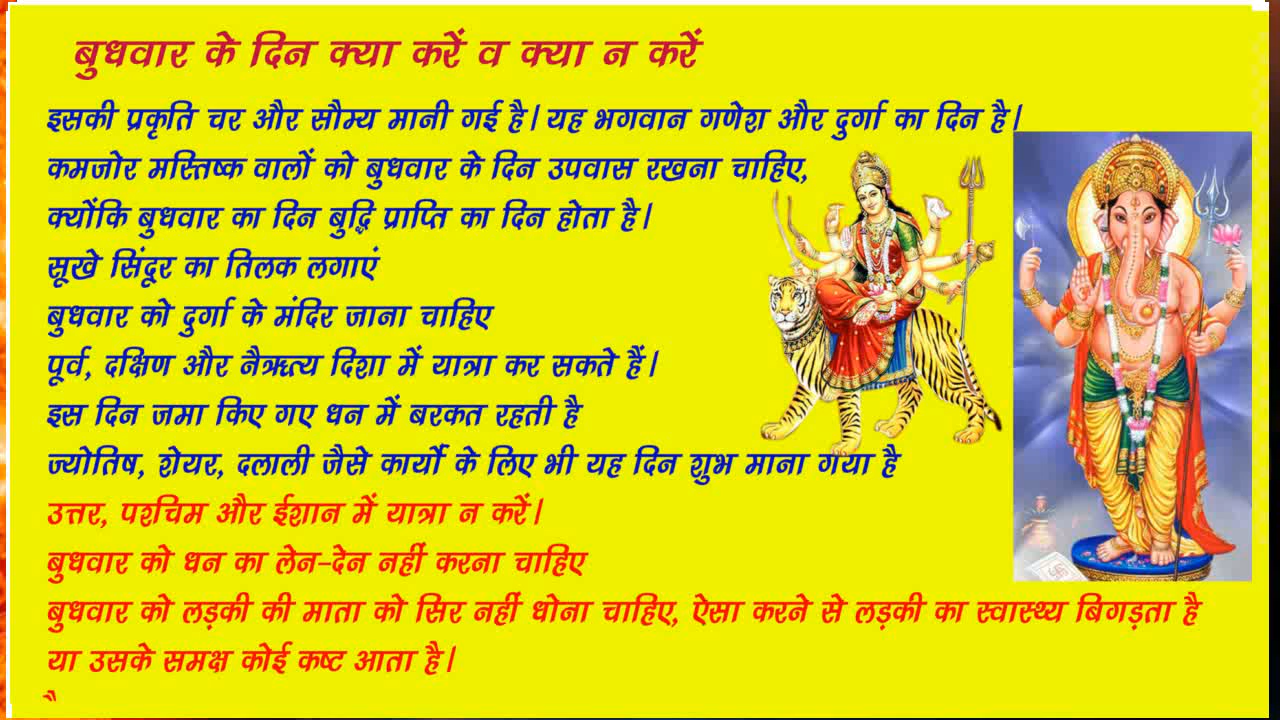 बुधवार के दिन क्या करें व क्या न करें
इसकी प्रकृति चर और सौम्य मानी गई है। यह भगवान गणेश और दुर्गा का दिन है।
कमजोर मस्तिष्क वालों को बुधवार के दिन उपवास रखना चाहिए,
क्योंकि बुधवार का दिन बुद्धि प्राप्ति का दिन होता है।
सूखे सिंदूर का तिलक लगाएं
बुधवार को दुर्गा के मंदिर जाना चाहिए
पूर्व, दक्षिण और नैऋत्य दिशा में यात्रा कर सकते हैं।
इस दिन जमा किए गए धन में बरकत रहती है
ज्योतिष, शेयर, दलाली जैसे कार्यों के लिए भी यह दिन शुभ माना गया है
उत्तर, पश्चिम और ईशान में यात्रा न करें।
बुधवार को धन का लेन-देन नहीं करना चाहिए
बुधवार को लड़की की माता को सिर नहीं धोना चाहिए, ऐसा करने से लड़की का स्वास्थ्य बिगड़ता है
या उसके समक्ष कोई कष्ट आता है।